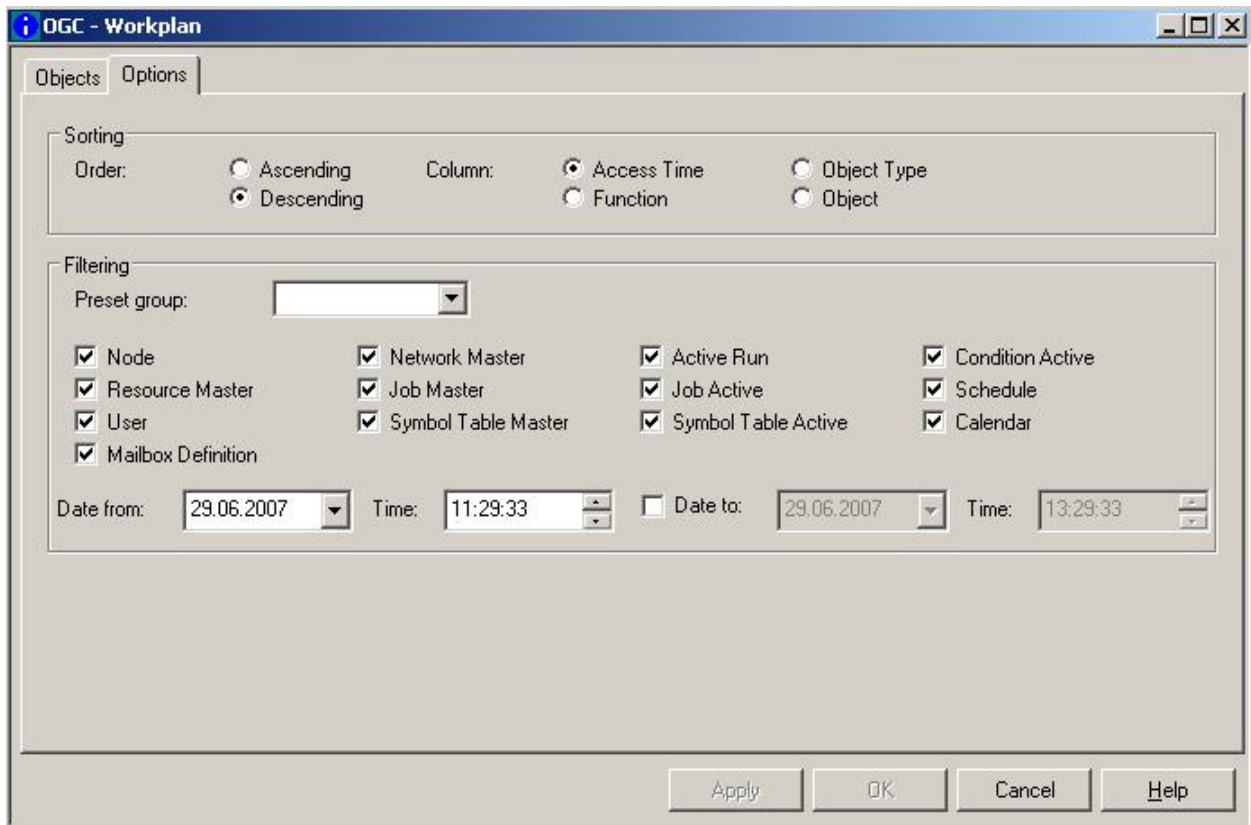 OGC - Workplan
Objects Options
Sorting
Order: Ascending Column: Access Time Object Type
Descending Function Object
Filtering
Preset group:
Node Network Master Active Run Condition Active
Resource Master Job Master Job Active Schedule
User Symbol Table Master Symbol Table Active Calendar
Mailbox Definition
Date from: 29.06.2007 Time: 11:29:33 Date to: 29.06.2007 Time: 13:29:33
Apply OK Cancel Help